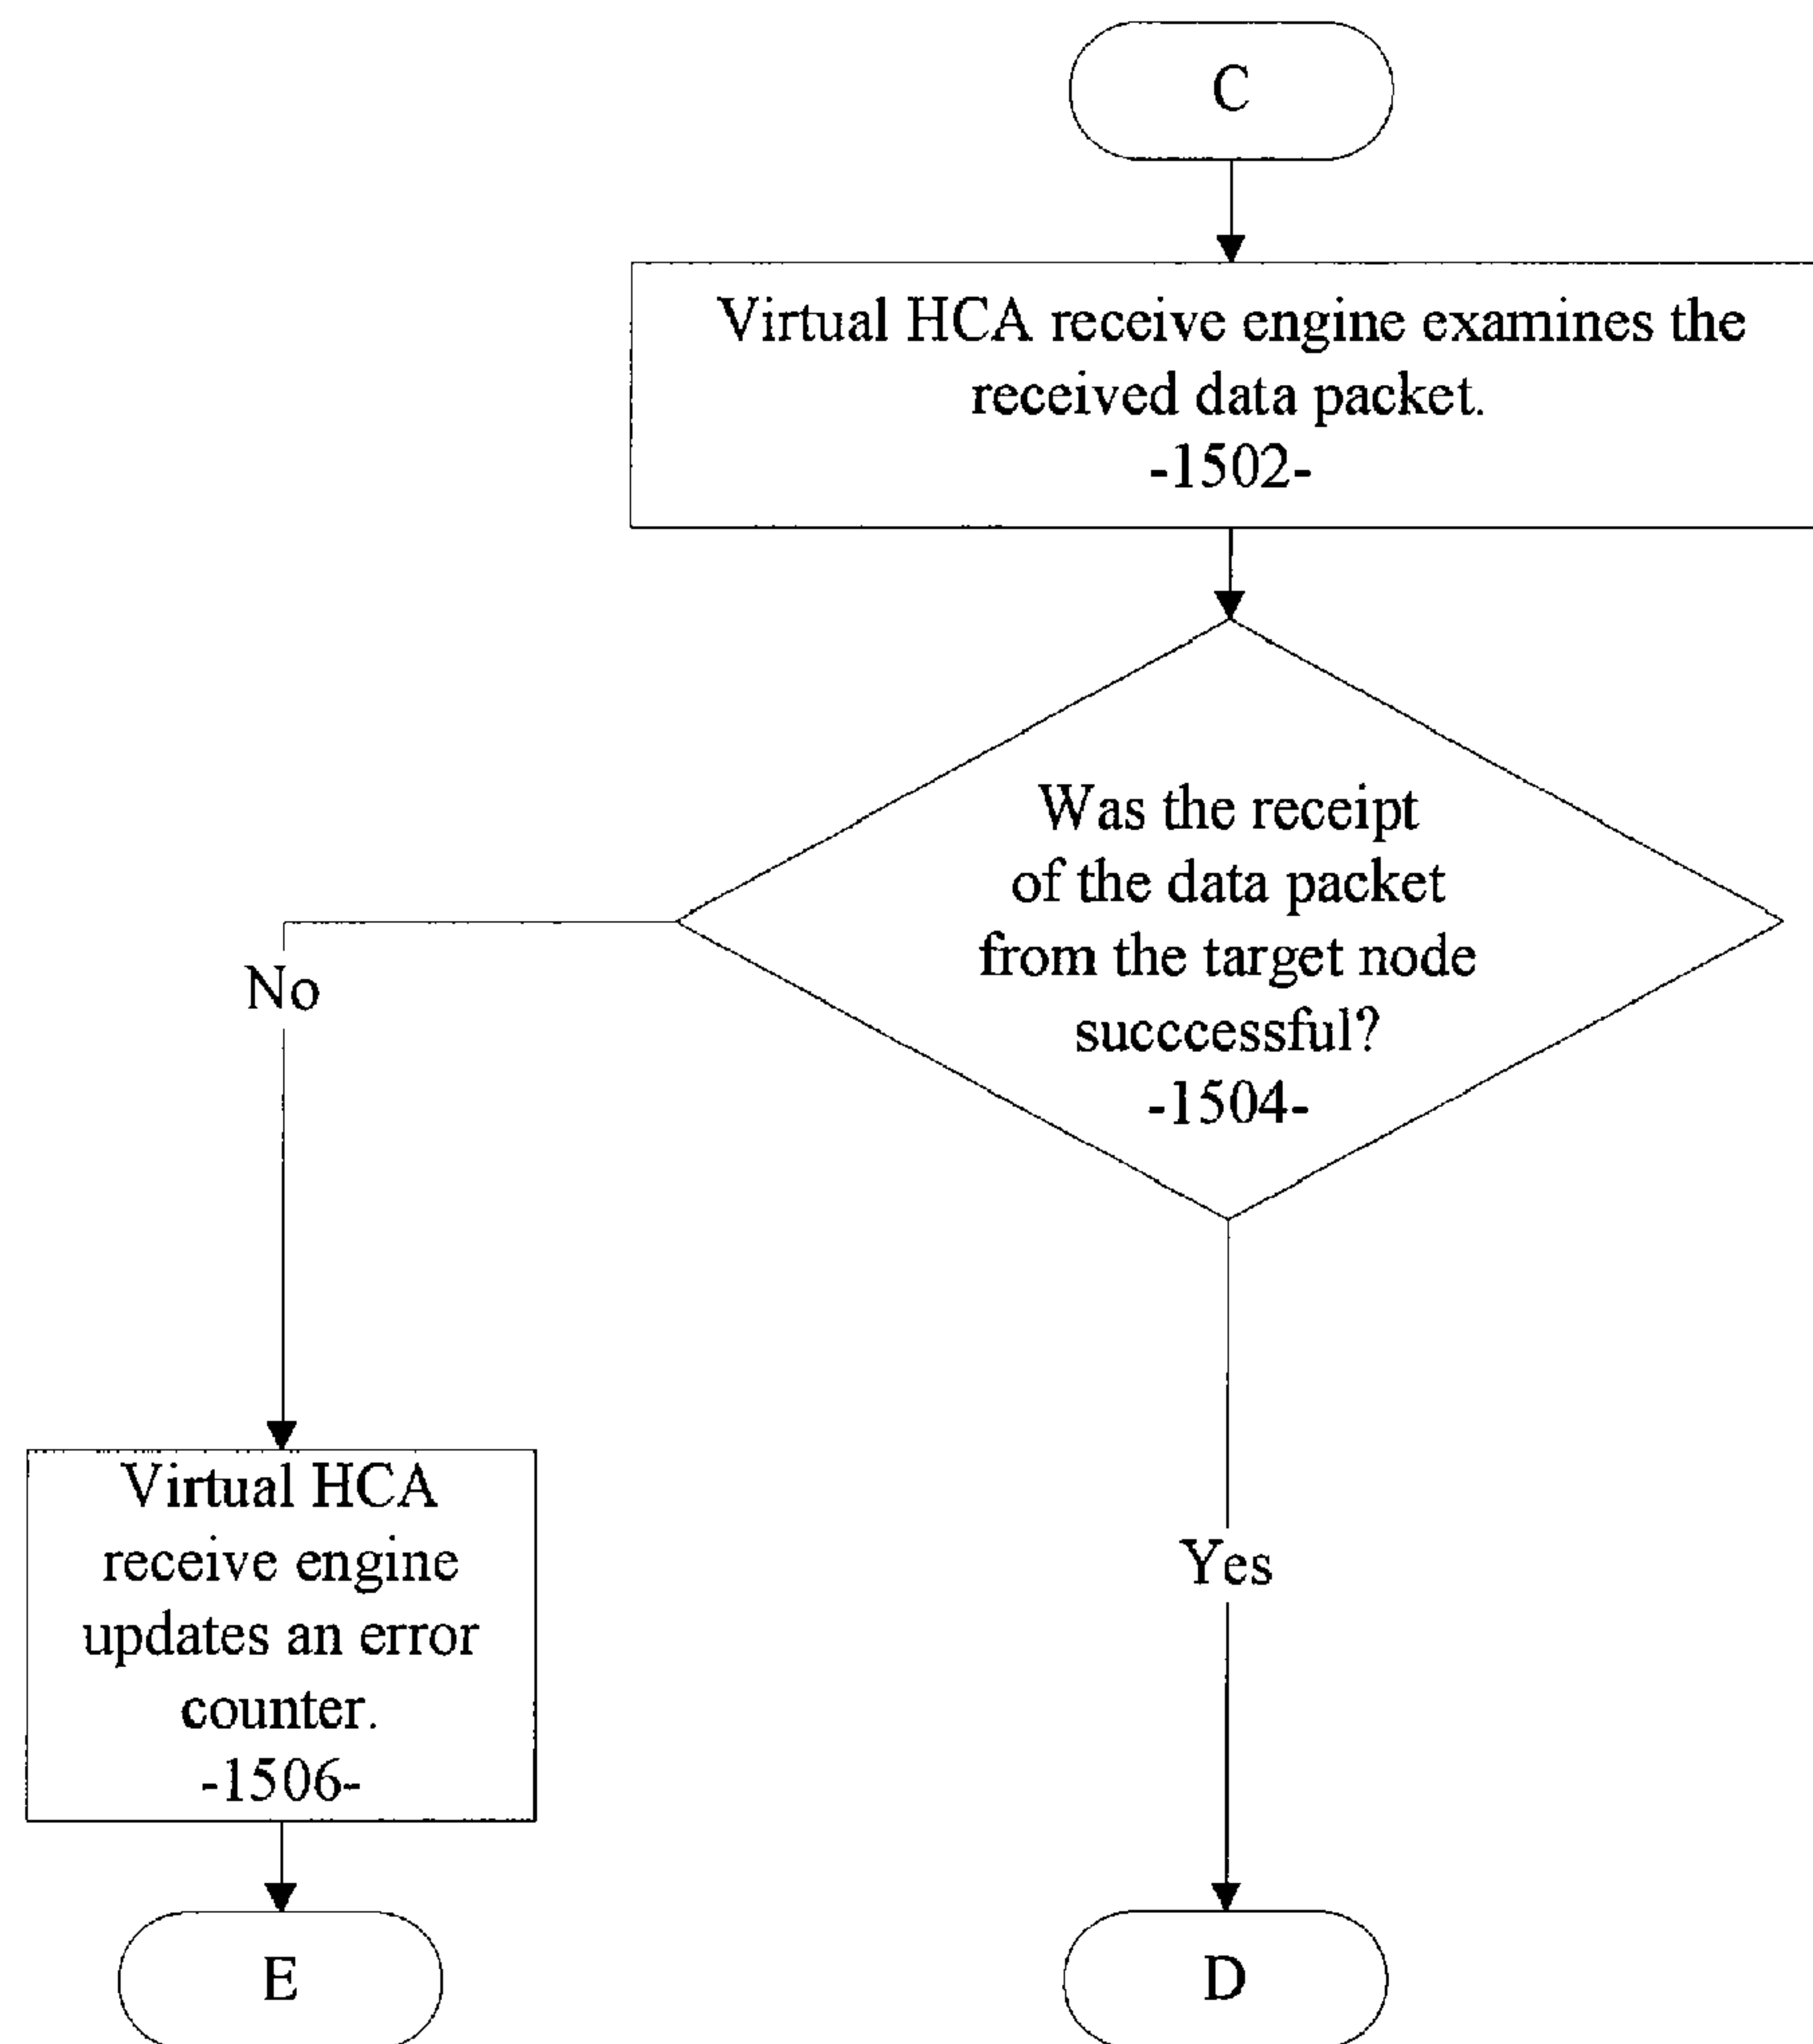 C
Virtual HCA receive engine examines the
received data packet.
-1502-
Was the receipt
of the data packet
from the target node
succcessful?
-1504-
No
Yes
Virtual HCA
receive engine
updates an error
counter.
-1506-
E
D